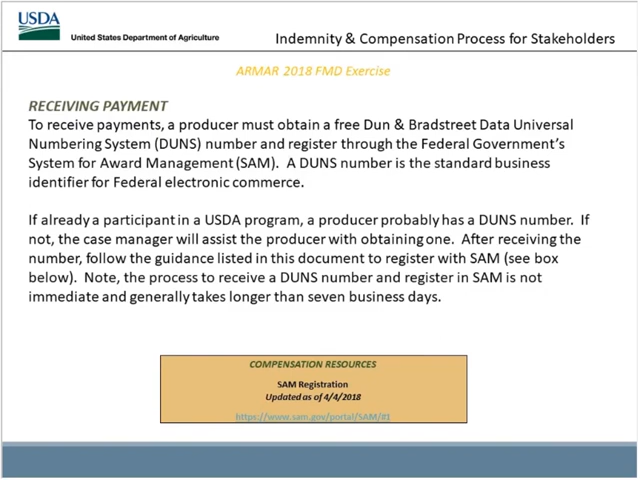 USDA
United States Department of Agriculture
Indemnity & Compensation Process for Stakeholders
ARMAR 2018 FMD Exercise
RECEIVING PAYMENT
To receive payments, a producer must obtain a free Dun & Bradstreet Data Universal
Numbering System (DUNS) number and register through the Federal Government's
System for Award Management (SAM). A DUNS number is the standard business
identifier for Federal electronic commerce.
If already a participant in a USDA program, a producer probably has a DUNS number. If
not, the case manager will assist the producer with obtaining one. After receiving the
number, follow the guidance listed in this document to register with SAM (see box
below). Note, the process to receive a DUNS number and register in SAM is not
immediate and generally takes longer than seven business days.
COMPENSATION RESOURCES
SAM Registration
Updated as of 4/4/2018
https://www.sam.gov/portal/SAM/#1